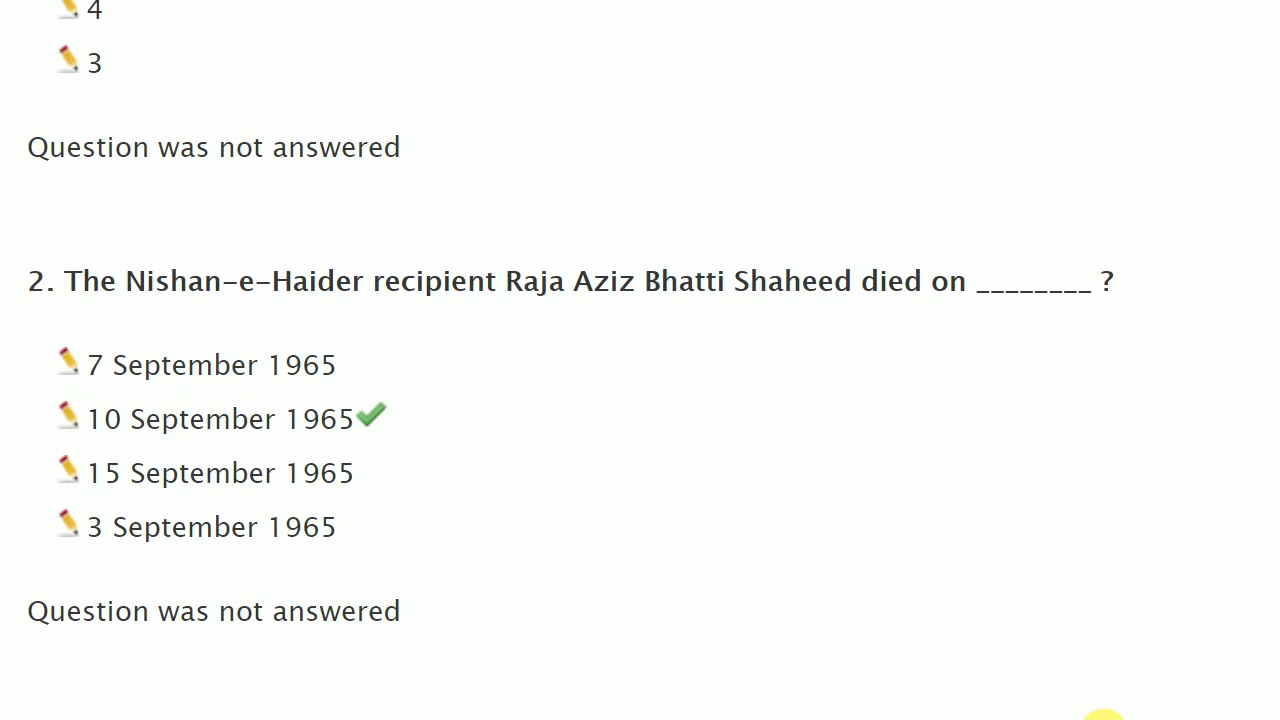 4
3
Question was not answered
2. The Nishan-e-Haider recipient Raja Aziz Bhatti Shaheed died on ________ ?
7 September 1965
10 September 1965
15 September 1965
3 September 1965
Question was not answered